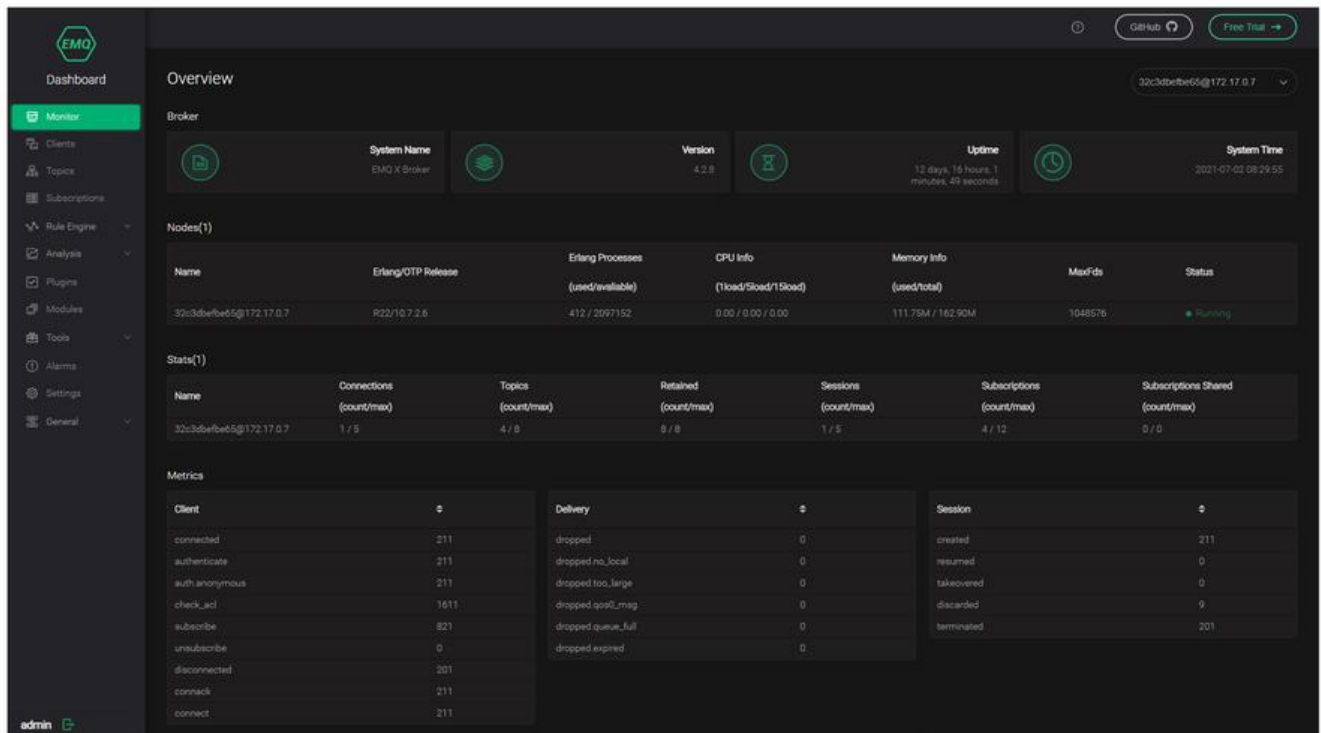 EMQ
GitHub
Free Trial →
Dashboard
Overview
32c3dbefbe65@172.17.0.7
Monitor
Clients
Topics
Subscriptions
Rule Engine
Analysis
Plugins
Modules
Tools
Alarms
Settings
General
admin
Broker
System Name
EMQ X Broker
Version
4.2.8
Uptime
12 days, 16 hours, 1
minutes, 49 seconds
System Time
2021-07-02 08:29:55
Nodes(1)
Name Erlang/OTP Release Erlang Processes (used/avaliable) CPU Info (1load/5load/15load) Memory Info (used/total) MaxFds Status
32c3dbefbe65@172.17.0.7 R22/10.7.2.6 412 / 2097152 0.00 / 0.00 / 0.00 111.75M / 162.90M 1048576 Running
Stats(1)
Name Connections (count/max) Topics (count/max) Retained (count/max) Sessions (count/max) Subscriptions (count/max) Subscriptions Shared (count/max)
32c3dbefbe65@172.17.0.7 1 / 5 4 / 8 8 / 8 1 / 5 4 / 12 0 / 0
Metrics
Client
connected 211
authenticate 211
auth.anonymous 211
check_acl 1611
subscribe 821
unsubscribe 0
disconnected 201
connack 211
connect 211
Delivery
dropped 0
dropped.no_local 0
dropped.too_large 0
dropped.qos0_msg 0
dropped.queue_full 0
dropped.expired 0
Session
created 211
resumed 0
takeovered 0
discarded 9
terminated 201